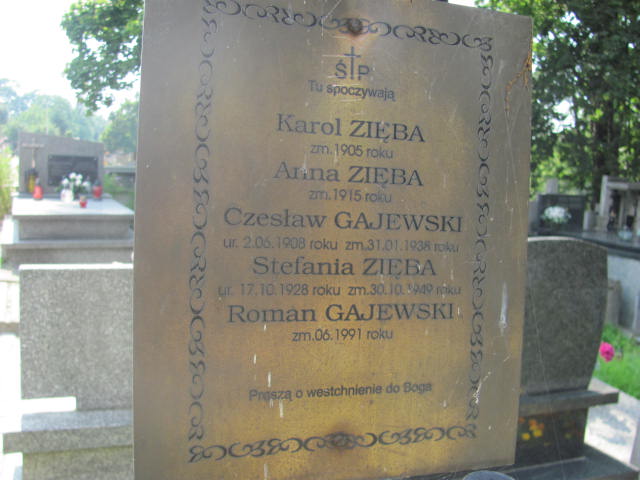 Ś†P
Tu spoczywają
Karol ZIĘBA
zm.1905 roku
Anna ZIĘBA
zm.1915 roku
Czesław GAJEWSKI
ur. 2.06.1908 roku zm.31.01.1938 roku
Stefania ZIĘBA
ur. 17.10.1928 roku zm.30.10.1949 roku
Roman GAJEWSKI
zm.06.1991 roku
Proszą o westchnienie do Boga